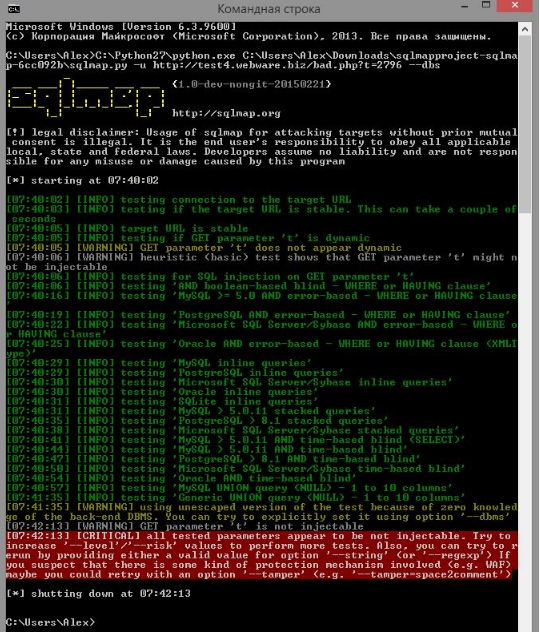 Командная строка
Microsoft Windows [Version 6.3.9600]
(c) Корпорация Майкрософт (Microsoft Corporation), 2013. Все права защищены.
C:\Users\Alex>C:\Python27\python.exe C:\Users\Alex\Downloads\sqlmapproject-sqlma
p-6cc092b\sqlmap.py -u http://test4.webware.biz/bad.php?t=2796 --dbs
sqlmap {1.0-dev-nongit-20150221}
http://sqlmap.org
[!] legal disclaimer: Usage of sqlmap for attacking targets without prior mutual
consent is illegal. It is the end user's responsibility to obey all applicable
local, state and federal laws. Developers assume no liability and are not respon
sible for any misuse or damage caused by this program
[*] starting at 07:40:02
[07:40:02] [INFO] testing connection to the target URL
[07:40:03] [INFO] testing if the target URL is stable. This can take a couple of
seconds
[07:40:05] [INFO] target URL is stable
[07:40:05] [INFO] testing if GET parameter 't' is dynamic
[07:40:05] [WARNING] GET parameter 't' does not appear dynamic
[07:40:06] [WARNING] heuristic (basic) test shows that GET parameter 't' might n
ot be injectable
[07:40:06] [INFO] testing for SQL injection on GET parameter 't'
[07:40:06] [INFO] testing 'AND boolean-based blind - WHERE or HAVING clause'
[07:40:16] [INFO] testing 'MySQL >= 5.0 AND error-based - WHERE or HAVING clause
'
[07:40:19] [INFO] testing 'PostgreSQL AND error-based - WHERE or HAVING clause'
[07:40:22] [INFO] testing 'Microsoft SQL Server/Sybase AND error-based - WHERE o
r HAVING clause'
[07:40:25] [INFO] testing 'Oracle AND error-based - WHERE or HAVING clause (XMLT
ype)'
[07:40:29] [INFO] testing 'MySQL inline queries'
[07:40:29] [INFO] testing 'PostgreSQL inline queries'
[07:40:30] [INFO] testing 'Microsoft SQL Server/Sybase inline queries'
[07:40:30] [INFO] testing 'Oracle inline queries'
[07:40:31] [INFO] testing 'SQLite inline queries'
[07:40:31] [INFO] testing 'MySQL > 5.0.11 stacked queries'
[07:40:35] [INFO] testing 'PostgreSQL > 8.1 stacked queries'
[07:40:38] [INFO] testing 'Microsoft SQL Server/Sybase stacked queries'
[07:40:41] [INFO] testing 'MySQL > 5.0.11 AND time-based blind (SELECT)'
[07:40:44] [INFO] testing 'MySQL > 5.0.11 AND time-based blind'
[07:40:47] [INFO] testing 'PostgreSQL > 8.1 AND time-based blind'
[07:40:50] [INFO] testing 'Microsoft SQL Server/Sybase time-based blind'
[07:40:54] [INFO] testing 'Oracle AND time-based blind'
[07:40:57] [INFO] testing 'MySQL UNION query (NULL) - 1 to 10 columns'
[07:41:35] [INFO] testing 'Generic UNION query (NULL) - 1 to 10 columns'
[07:41:35] [WARNING] using unescaped version of the test because of zero knowled
ge of the back-end DBMS. You can try to explicitly set it using option '--dbms'
[07:42:13] [WARNING] GET parameter 't' is not injectable
[07:42:13] [CRITICAL] all tested parameters appear to be not injectable. Try to
increase '--level'/'--risk' values to perform more tests. Also, you can try to r
erun by providing either a valid value for option '--string' (or '--regexp') If
you suspect that there is some kind of protection mechanism involved (e.g. WAF)
maybe you could retry with an option '--tamper' (e.g. '--tamper=space2comment')
[*] shutting down at 07:42:13
C:\Users\Alex>